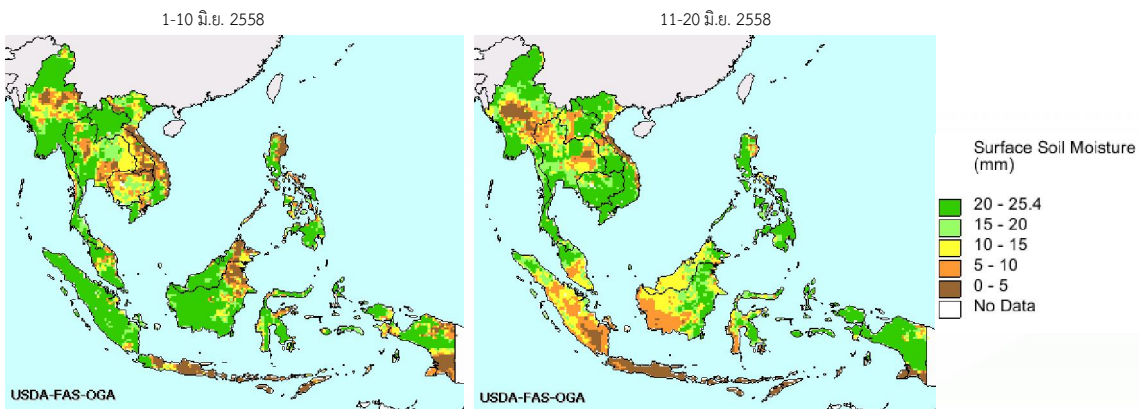 1-10 มิ.ย. 2558
11-20 มิ.ย. 2558
USDA-FAS-OGA
USDA-FAS-OGA
Surface Soil Moisture
(mm)
20 - 25.4
15 - 20
10 - 15
5 - 10
0 - 5
No Data